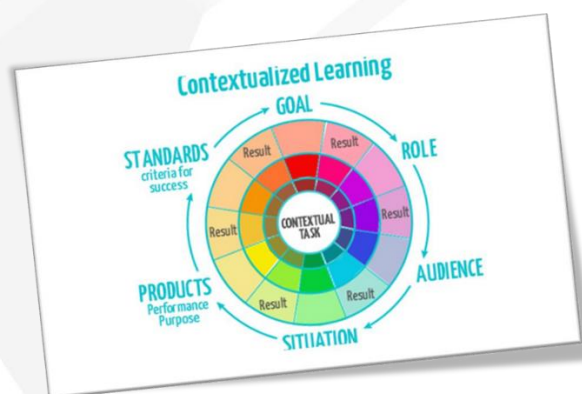 Contextualized Learning
GOAL
ROLE
AUDIENCE
SITUATION
PRODUCTS
Performance
Purpose
STANDARDS
criteria for
success
Result
Result
Result
Result
Result
Result
CONTEXTUAL
TASK